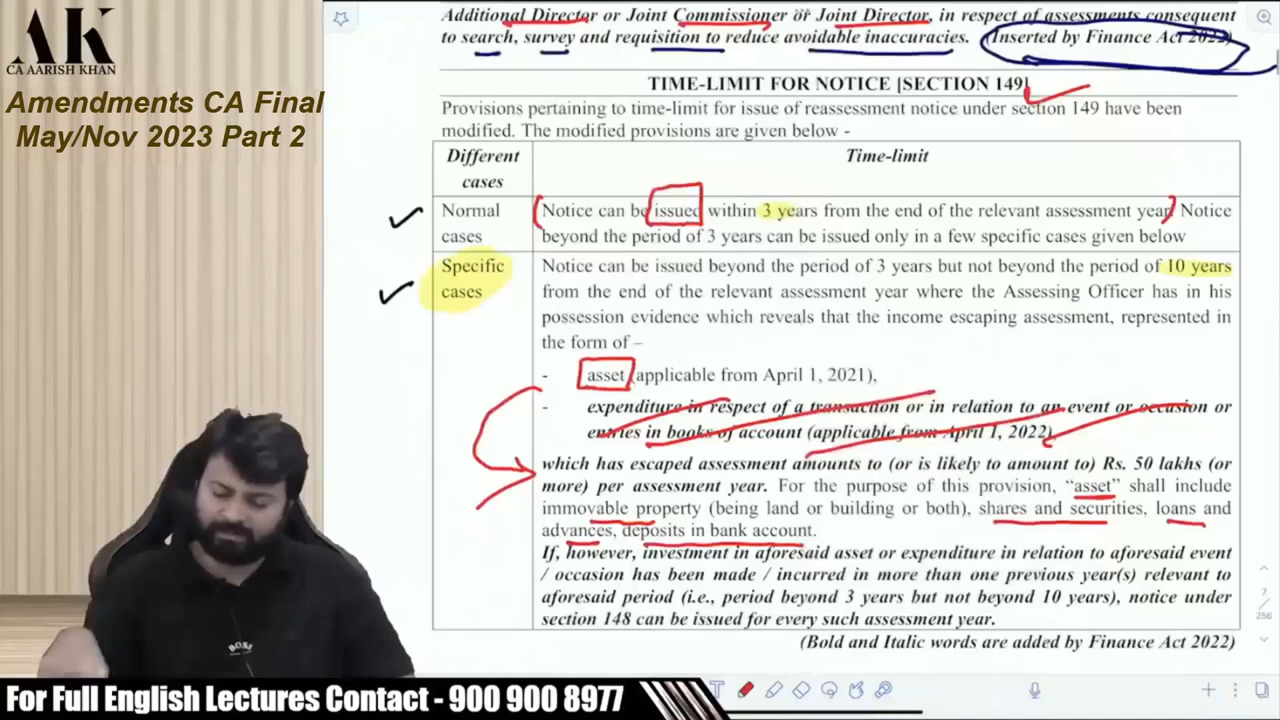 AK
CA AARISH KHAN
Amendments CA Final
May/Nov 2023 Part 2
Additional Director or Joint Commissioner or Joint Director, in respect of assessments consequent
to search, survey and requisition to reduce avoidable inaccuracies. (Inserted by Finance Act 2022)
TIME-LIMIT FOR NOTICE [SECTION 149]
Provisions pertaining to time-limit for issue of reassessment notice under section 149 have been
modified. The modified provisions are given below -
Different cases
Time-limit
Normal cases
Notice can be issued within 3 years from the end of the relevant assessment year. Notice
beyond the period of 3 years can be issued only in a few specific cases given below
Specific cases
Notice can be issued beyond the period of 3 years but not beyond the period of 10 years
from the end of the relevant assessment year where the Assessing Officer has in his
possession evidence which reveals that the income escaping assessment, represented in
the form of –
- asset (applicable from April 1, 2021),
- expenditure in respect of a transaction or in relation to an event or occasion or
entries in books of account (applicable from April 1, 2022)
which has escaped assessment amounts to (or is likely to amount to) Rs. 50 lakhs (or
more) per assessment year. For the purpose of this provision, “asset” shall include
immovable property (being land or building or both), shares and securities, loans and
advances, deposits in bank account.
If, however, investment in aforesaid asset or expenditure in relation to aforesaid event
/ occasion has been made / incurred in more than one previous year(s) relevant to
aforesaid period (i.e., period beyond 3 years but not beyond 10 years), notice under
section 148 can be issued for every such assessment year.
(Bold and Italic words are added by Finance Act 2022)
7
/
256
BOSS
For Full English Lectures Contact - 900 900 8977